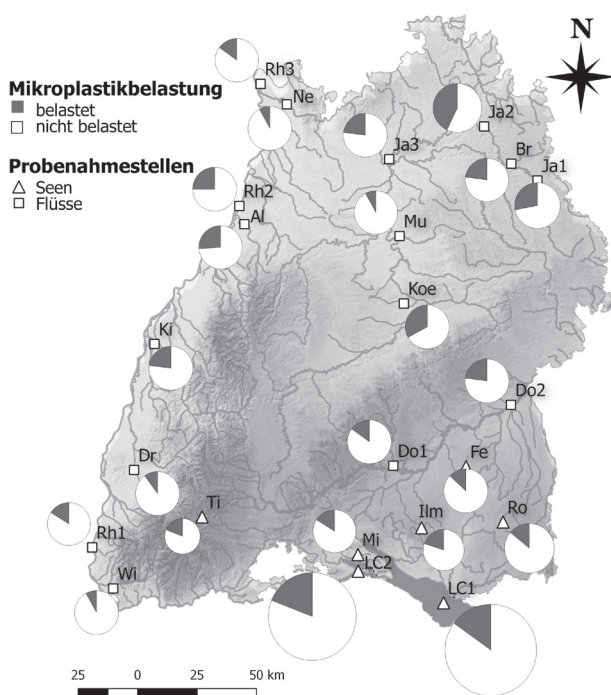 N
Rh3
Mikroplastikbelastung
belastet
nicht belastet
Ne
Ja2
Ja3
Br
Ja1
Probenahmestellen
Seen
Flüsse
Rh2
Al
Mu
Koe
Ki
Do2
Dr
Do1
Fe
Ti
Ilm
Ro
Rh1
Mi
LC2
Wi
LC1
25 0 25 50 km